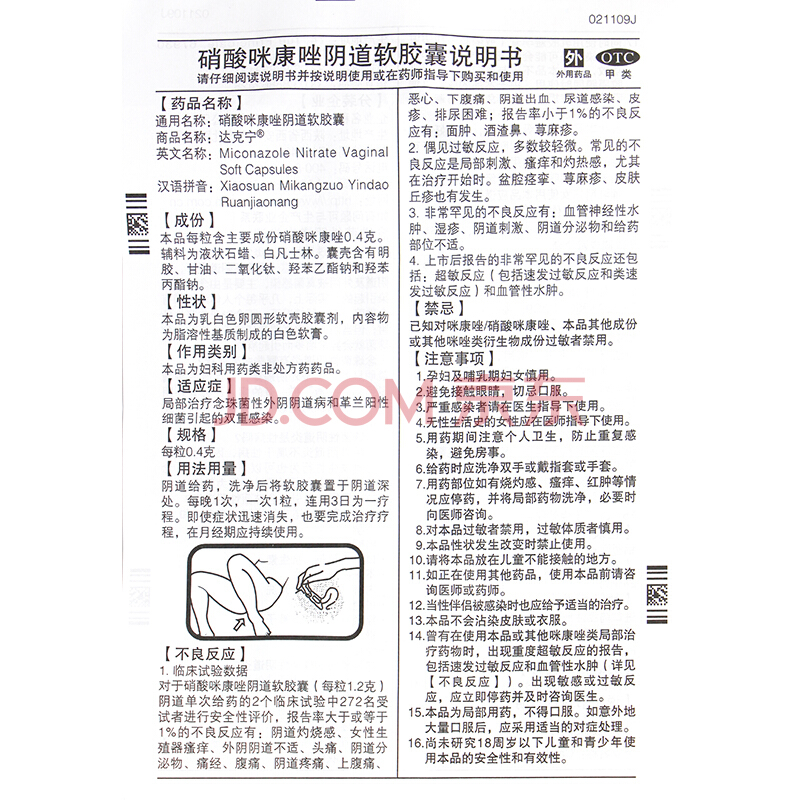 021109J
硝酸咪康唑阴道软胶囊说明书
请仔细阅读说明书并按说明使用或在药师指导下购买和使用
外
外用药品
OTC
甲类
【药品名称】
通用名称：硝酸咪康唑阴道软胶囊
商品名称：达克宁®
英文名称：Miconazole Nitrate Vaginal
Soft Capsules
汉语拼音：Xiaosuan Mikangzuo Yindao
Ruanjiaonang
【成份】
本品每粒含主要成份硝酸咪康唑0.4克。
辅料为液状石蜡、白凡士林。囊壳含有明
胶、甘油、二氧化钛、羟苯乙酯钠和羟苯
丙酯钠。
【性状】
本品为乳白色卵圆形软壳胶囊剂，内容物
为脂溶性基质制成的白色软膏。
【作用类别】
本品为妇科用药类非处方药药品。
【适应症】
局部治疗念珠菌性外阴阴道病和革兰阳性
细菌引起的双重感染。
【规格】
每粒0.4克
【用法用量】
阴道给药，洗净后将软胶囊置于阴道深
处。每晚1次，一次1粒，连用3日为一疗
程。即使症状迅速消失，也要完成治疗疗
程，在月经期应持续使用。
【不良反应】
1. 临床试验数据
对于硝酸咪康唑阴道软胶囊（每粒1.2克）
阴道单次给药的2个临床试验中272名受
试者进行安全性评价，报告率大于或等于
1%的不良反应有：阴道灼烧感、女性生
殖器瘙痒、外阴阴道不适、头痛、阴道分
泌物、痛经、腹痛、阴道疼痛、上腹痛、
恶心、下腹痛、阴道出血、尿道感染、皮
疹、排尿困难；报告率小于1%的不良反
应有：面肿、酒渣鼻、荨麻疹。
2. 偶见过敏反应，多数较轻微。常见的不
良反应是局部刺激、瘙痒和灼热感，尤其
在治疗开始时。盆腔痉挛、荨麻疹、皮肤
丘疹也有发生。
3. 非常罕见的不良反应有：血管神经性水
肿、湿疹、阴道刺激、阴道分泌物和给药
部位不适。
4. 上市后报告的非常罕见的不良反应还包
括：超敏反应（包括速发过敏反应和类速
发过敏反应）和血管性水肿。
【禁忌】
已知对咪康唑/硝酸咪康唑、本品其他成份
或其他咪唑类衍生物成份过敏者禁用。
【注意事项】
1.孕妇及哺乳期妇女慎用。
2.避免接触眼睛，切忌口服。
3.严重感染者请在医生指导下使用。
4.无性生活史的女性应在医师指导下使用。
5.用药期间注意个人卫生，防止重复感
染，避免房事。
6.给药时应洗净双手或戴指套或手套。
7.用药部位如有烧灼感、瘙痒、红肿等情
况应停药，并将局部药物洗净，必要时
向医师咨询。
8.对本品过敏者禁用，过敏体质者慎用。
9.本品性状发生改变时禁止使用。
10.请将本品放在儿童不能接触的地方。
11.如正在使用其他药品，使用本品前请咨
询医师或药师。
12.当性伴侣被感染时也应给予适当的治疗。
13.本品不会沾染皮肤或衣服。
14.曾有在使用本品或其他咪康唑类局部治
疗药物时，出现重度超敏反应的报告，
包括速发过敏反应和血管性水肿（详见
【不良反应】）。出现敏感或过敏反
应，应立即停药并及时咨询医生。
15.本品为局部用药，不得口服。如意外地
大量口服后，应采用适当的对症处理。
16.尚未研究18周岁以下儿童和青少年使
用本品的安全性和有效性。
JD.COM 京东